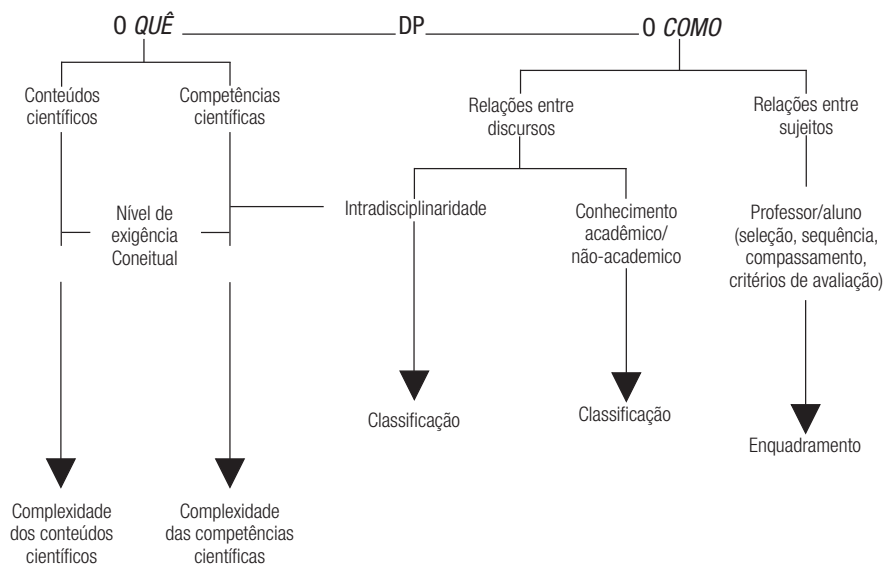 O QUÊ DP O COMO
Conteúdos
científicos
Competências
científicas
Relações entre
discursos
Relações entre
sujeitos
Nível de
exigência
Coneitual
Intradisciplinaridade
Conhecimento
acadêmico/
não-academico
Professor/aluno
(seleção, sequência,
compassamento,
critérios de avaliação)
Classificação
Classificação
Enquadramento
Complexidade
dos conteúdos
científicos
Complexidade
das competências
científicas